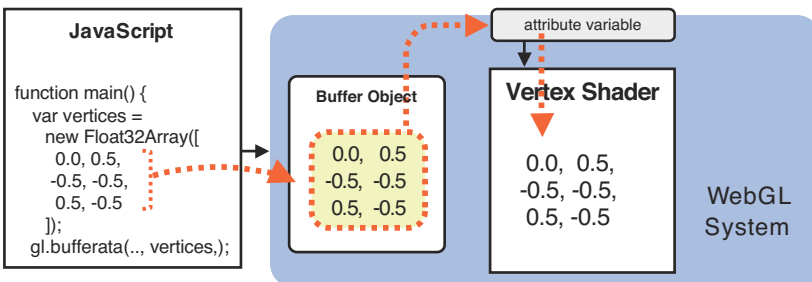 JavaScript
function main() {
var vertices =
new Float32Array([
0.0, 0.5,
-0.5, -0.5,
0.5, -0.5
]);
gl.bufferata(.., vertices,);
Buffer Object
0.0, 0.5
-0.5, -0.5
0.5, -0.5
attribute variable
Vertex Shader
0.0, 0.5,
-0.5, -0.5,
0.5, -0.5
WebGL
System